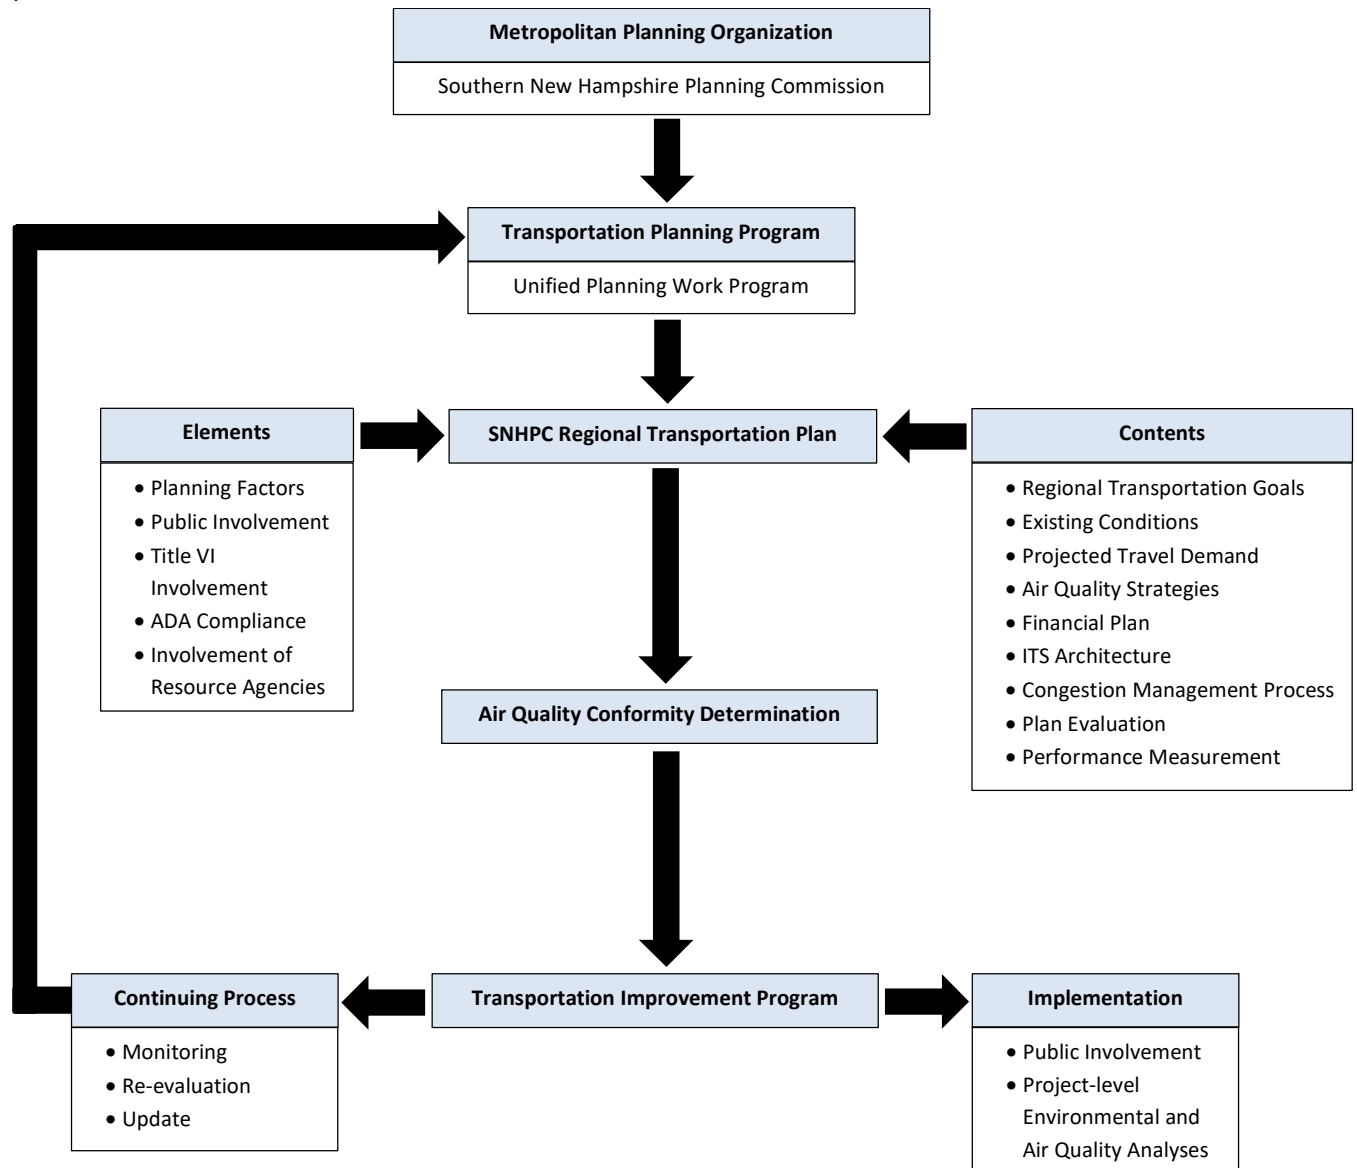 Metropolitan Planning Organization
Southern New Hampshire Planning Commission
Transportation Planning Program
Unified Planning Work Program
Elements
• Planning Factors
• Public Involvement
• Title VI
Involvement
• ADA Compliance
• Involvement of
Resource Agencies
SNHPC Regional Transportation Plan
Contents
• Regional Transportation Goals
• Existing Conditions
• Projected Travel Demand
• Air Quality Strategies
• Financial Plan
• ITS Architecture
• Congestion Management Process
• Plan Evaluation
• Performance Measurement
Air Quality Conformity Determination
Continuing Process
• Monitoring
• Re-evaluation
• Update
Transportation Improvement Program
Implementation
• Public Involvement
• Project-level
Environmental and
Air Quality Analyses